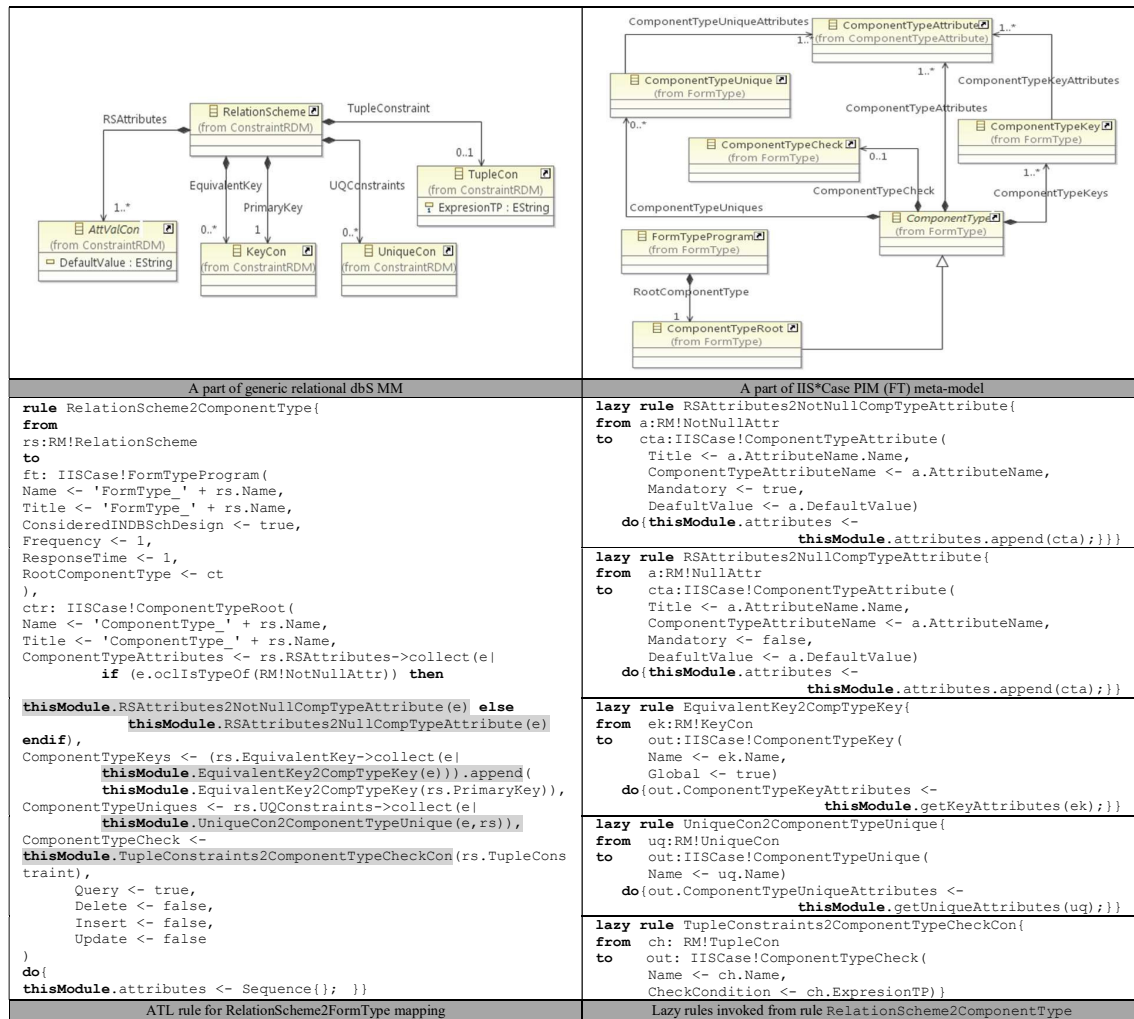 RelationScheme
(from ConstraintRDM)
TupleConstraint
RSAttributes
0..1
TupleCon
(from ConstraintRDM)
ExpresionTP : EString
EquivalentKey
PrimaryKey
UQConstraints
1..*
AttValCon
(from ConstraintRDM)
DefaultValue : EString
0..*
1
KeyCon
(from ConstraintRDM)
0..*
UniqueCon
(from ConstraintRDM)
ComponentTypeUniqueAttributes
ComponentTypeAttribute
(from ComponentTypeAttribute)
1..*
1..*
1..*
ComponentTypeUnique
(from FormType)
ComponentTypeKeyAttributes
ComponentTypeAttributes
0..*
ComponentTypeCheck
(from FormType)
0..1
ComponentTypeKey
(from FormType)
1..*
ComponentTypeCheck
ComponentTypeKeys
ComponentTypeUniques
ComponentType
(from FormType)
FormTypeProgram
(from FormType)
RootComponentType
1
ComponentTypeRoot
(from FormType)
A part of generic relational dbS MM
A part of IIS*Case PIM (FT) meta-model
rule RelationScheme2ComponentType{
from
rs:RM!RelationScheme
to
ft: IISCase!FormTypeProgram(
Name <- 'FormType_' + rs.Name,
Title <- 'FormType_' + rs.Name,
ConsideredINDBSchDesign <- true,
Frequency <- 1,
ResponseTime <- 1,
RootComponentType <- ct
),
ctr: IISCase!ComponentTypeRoot(
Name <- 'ComponentType_' + rs.Name,
Title <- 'ComponentType_' + rs.Name,
ComponentTypeAttributes <- rs.RSAttributes->collect(e|
if (e.oclIsTypeOf(RM!NotNullAttr)) then
thisModule.RSAttributes2NotNullCompTypeAttribute(e) else
thisModule.RSAttributes2NullCompTypeAttribute(e)
endif),
ComponentTypeKeys <- (rs.EquivalentKey->collect(e|
thisModule.EquivalentKey2CompTypeKey(e))).append(
thisModule.EquivalentKey2CompTypeKey(rs.PrimaryKey)),
ComponentTypeUniques <- rs.UQConstraints->collect(e|
thisModule.UniqueCon2ComponentTypeUnique(e,rs)),
ComponentTypeCheck <-
thisModule.TupleConstraints2ComponentTypeCheckCon(rs.TupleCons
traint),
Query <- true,
Delete <- false,
Insert <- false,
Update <- false
)
do{
thisModule.attributes <- Sequence{}; }}
ATL rule for RelationScheme2FormType mapping
lazy rule RSAttributes2NotNullCompTypeAttribute{
from a:RM!NotNullAttr
to cta:IISCase!ComponentTypeAttribute(
Title <- a.AttributeName.Name,
ComponentTypeAttributeName <- a.AttributeName,
Mandatory <- true,
DeafultValue <- a.DefaultValue)
do{thisModule.attributes <-
thisModule.attributes.append(cta);}}}
lazy rule RSAttributes2NullCompTypeAttribute{
from a:RM!NullAttr
to cta:IISCase!ComponentTypeAttribute(
Title <- a.AttributeName.Name,
ComponentTypeAttributeName <- a.AttributeName,
Mandatory <- false,
DeafultValue <- a.DefaultValue)
do{thisModule.attributes <-
thisModule.attributes.append(cta);}}
lazy rule EquivalentKey2CompTypeKey{
from ek:RM!KeyCon
to out:IISCase!ComponentTypeKey(
Name <- ek.Name,
Global <- true)
do{out.ComponentTypeKeyAttributes <-
thisModule.getKeyAttributes(ek);}}
lazy rule UniqueCon2ComponentTypeUnique{
from uq:RM!UniqueCon
to out:IISCase!ComponentTypeUnique(
Name <- uq.Name)
do{out.ComponentTypeUniqueAttributes <-
thisModule.getUniqueAttributes(uq);}}
lazy rule TupleConstraints2ComponentTypeCheckCon{
from ch: RM!TupleCon
to out: IISCase!ComponentTypeCheck(
Name <- ch.Name,
CheckCondition <- ch.ExpresionTP)}
Lazy rules invoked from rule RelationScheme2ComponentType